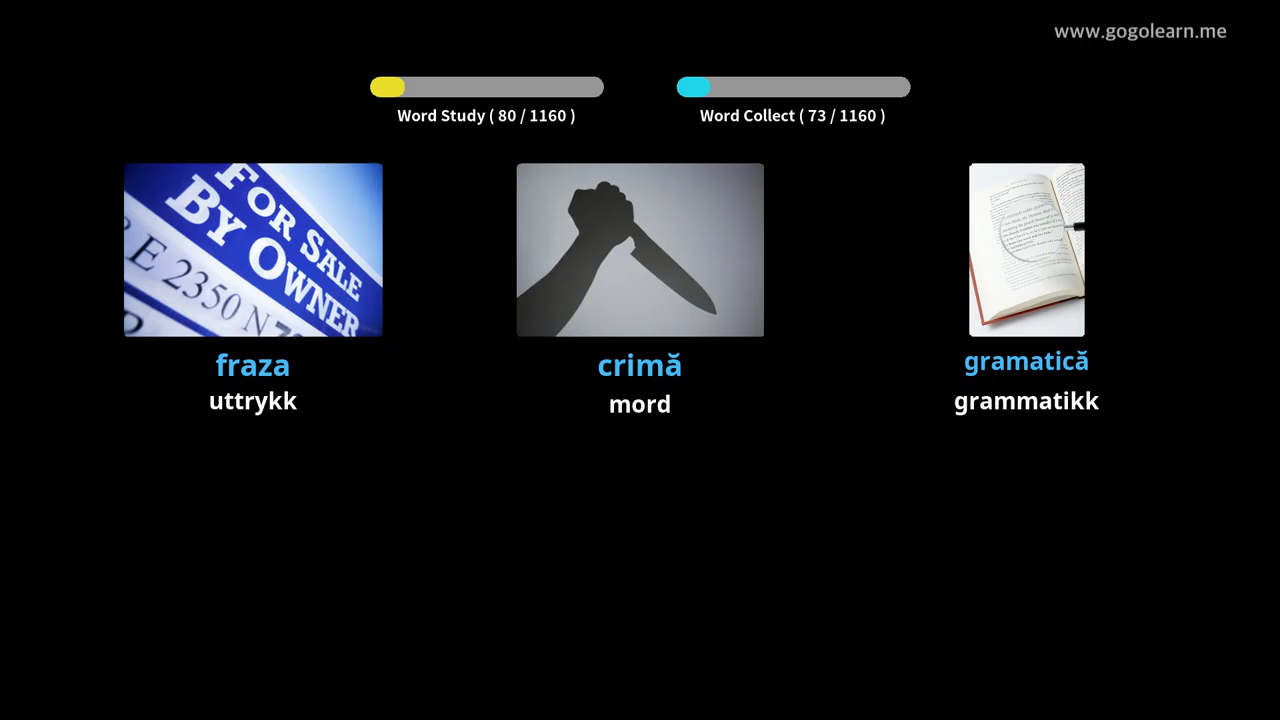 www.gogolearn.me
Word Study ( 80 / 1160 )
Word Collect ( 73 / 1160 )
FOR SALE
BY OWNER
E 2350 N
fraza
crimă
gramatică
uttrykk
mord
grammatikk